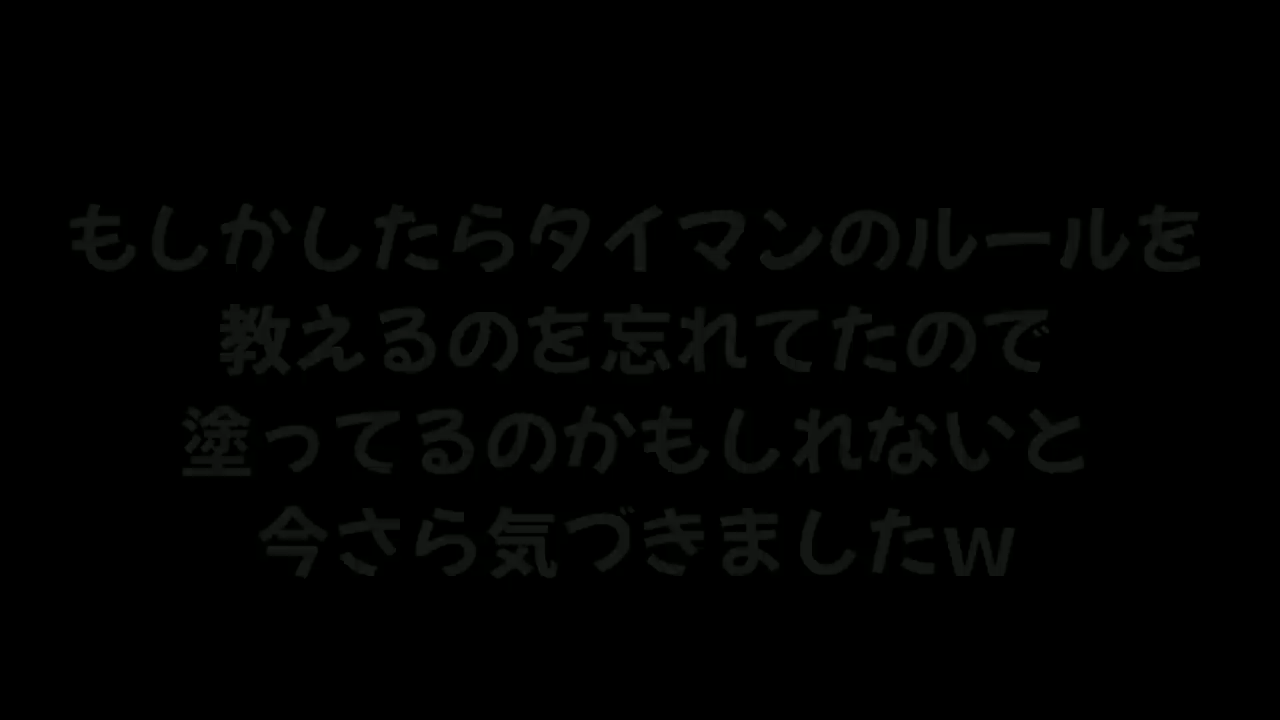 もしかしたらタイマンのルールを
教えるのを忘れてたので
塗ってるのかもしれないと
今さら気づきましたw